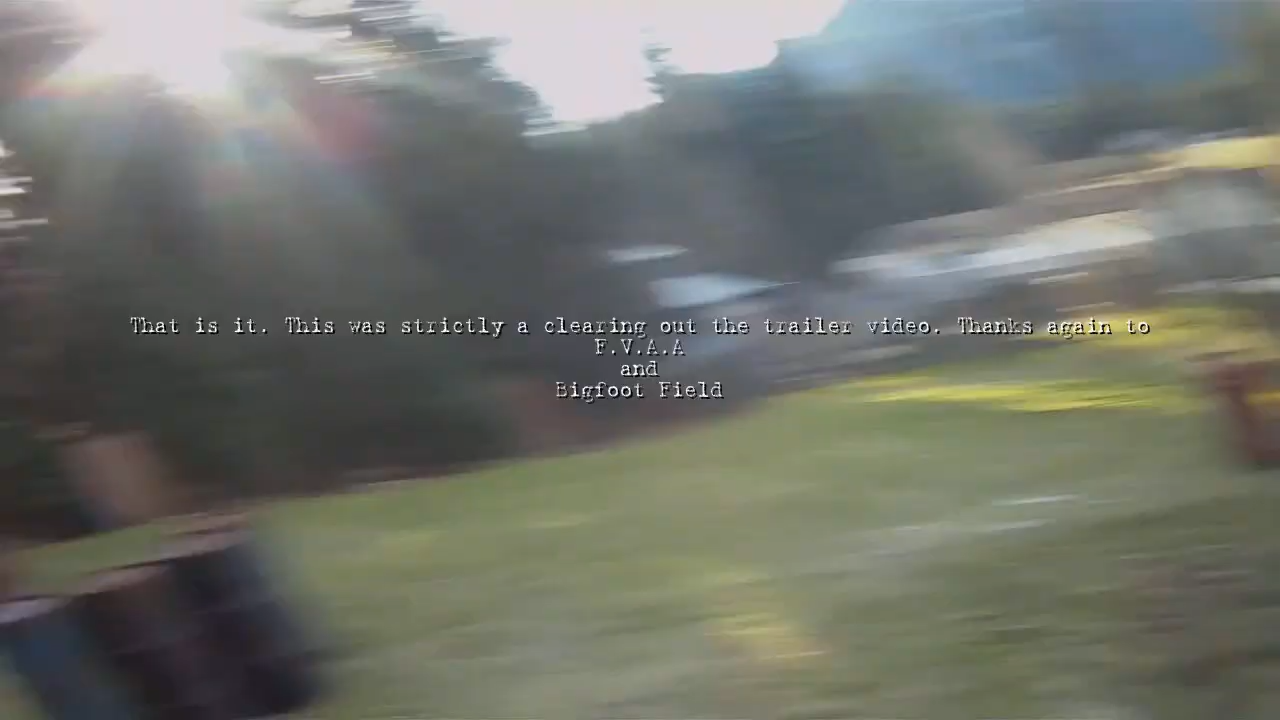 That is it. This was strictly a clearing out the trailer video. Thanks again to
F.V.A.A
and
Bigfoot Field